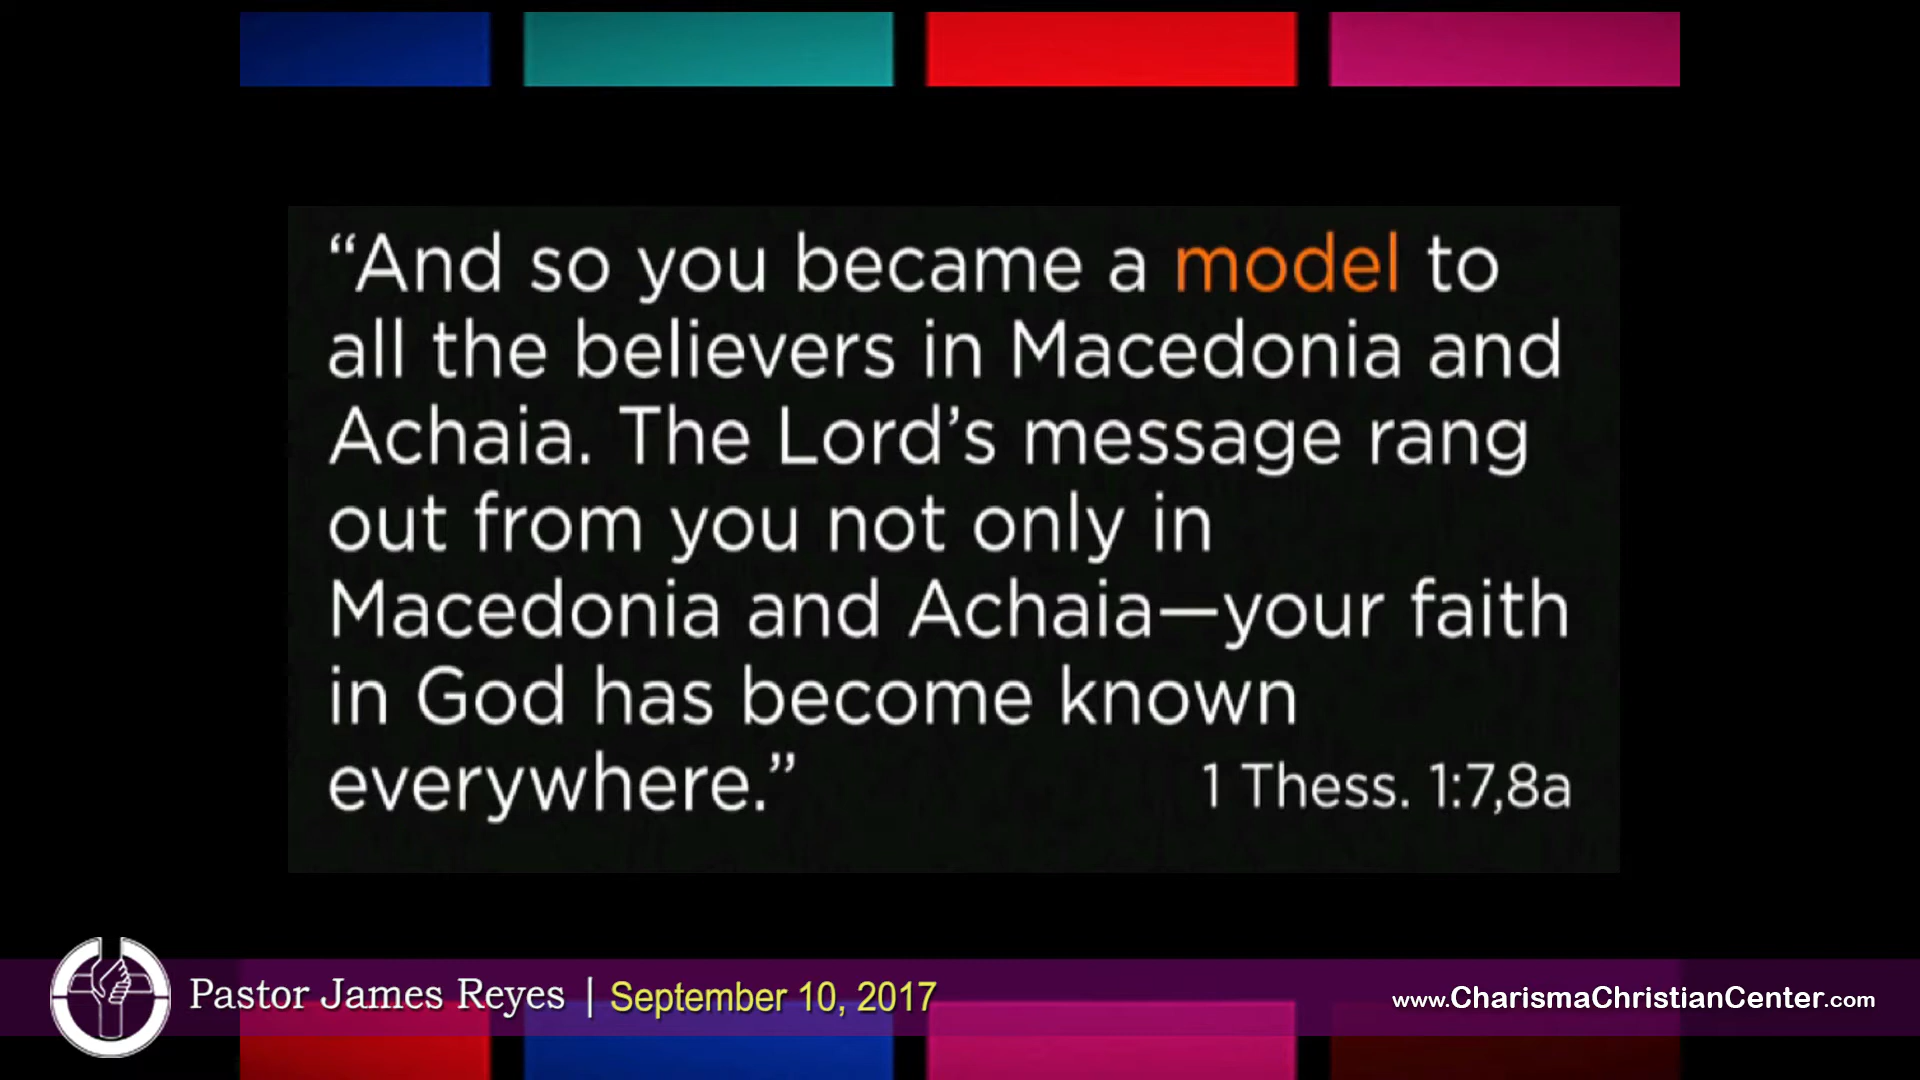 “And so you became a model to
all the believers in Macedonia and
Achaia. The Lord’s message rang
out from you not only in
Macedonia and Achaia—your faith
in God has become known
everywhere.” 1 Thess. 1:7,8a
Pastor James Reyes | September 10, 2017
www.CharismaChristianCenter.com